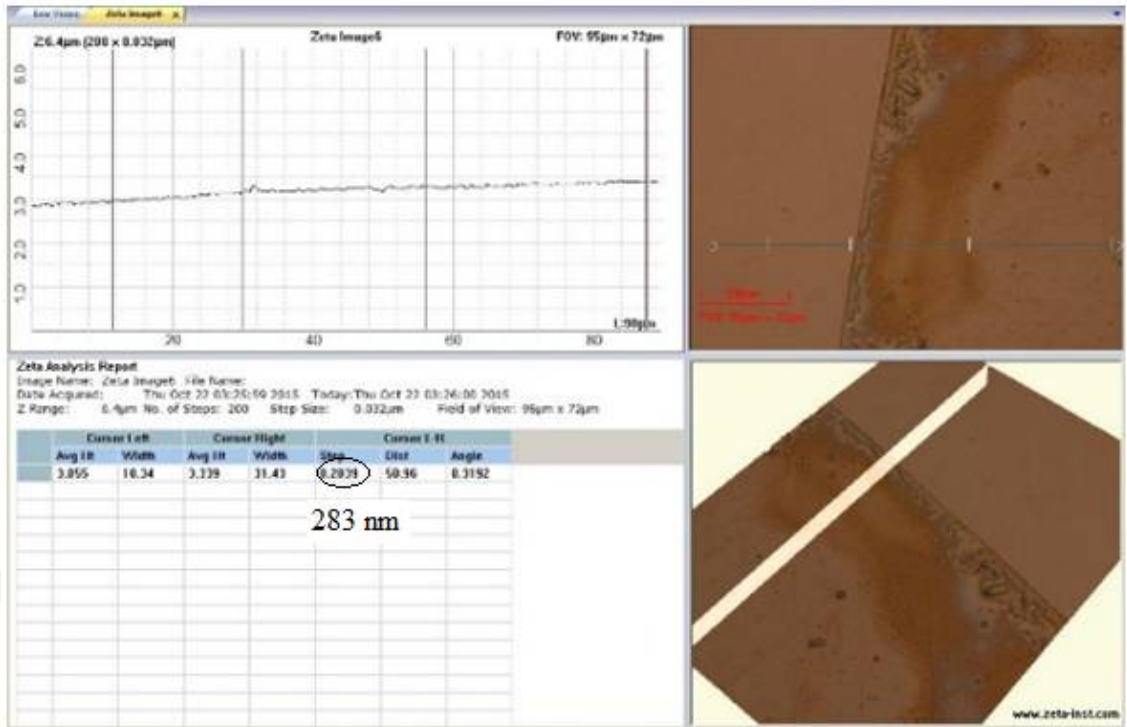 Zeta Image6
Z:6.4µm (200 x 0.032µm) Zeta Image6 FOV: 95µm x 72µm
6.0
5.0
4.0
3.0
2.0
1.0
L:90µm
20 40 60 80
Zeta Analysis Report
Image Name: Zeta Image6 File Name:
Date Acquired: Thu Oct 22 03:25:59 2015 Today: Thu Oct 22 03:26:00 2015
Z Range: 6.4µm No. of Steps: 200 Step Size: 0.032µm Field of View: 95µm x 72µm
Cursor Left Cursor Right Cursor L-R
Avg Ht Width Avg Ht Width Step Dist Angle
3.055 10.34 3.339 31.43 0.2839 50.96 0.3192
283 nm
www.zeta-inst.com